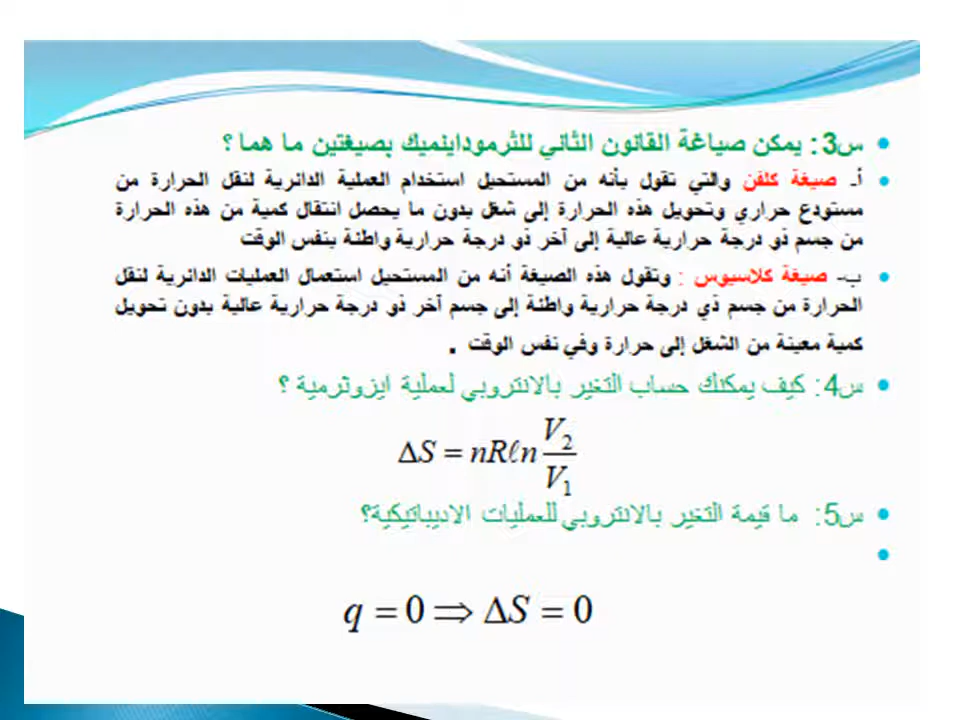 س3: يمكن صياغة القانون الثاني للثرموداينميك بصيغتين ما هما ؟
أ- صيغة كلفن والتي تقول بأنه من المستحيل استخدام العملية الدائرية لنقل الحرارة من
مستودع حراري وتحويل هذه الحرارة إلى شغل بدون ما يحصل انتقال كمية من هذه الحرارة
من جسم ذو درجة حرارية عالية إلى آخر ذو درجة حرارية واطئة بنفس الوقت
ب- صيغة كلاسيوس : وتقول هذه الصيغة أنه من المستحيل استعمال العمليات الدائرية لنقل
الحرارة من جسم ذي درجة حرارية واطئة إلى جسم آخر ذو درجة حرارية عالية بدون تحويل
كمية معينة من الشغل إلى حرارة وفي نفس الوقت .
س4: كيف يمكنك حساب التغير بالانتروبي لعملية ايزوثرمية ؟
ΔS = nRℓn V₂/V₁
س5: ما قيمة التغير بالانتروبي للعمليات الاديباتيكية؟
q = 0 ⇒ ΔS = 0